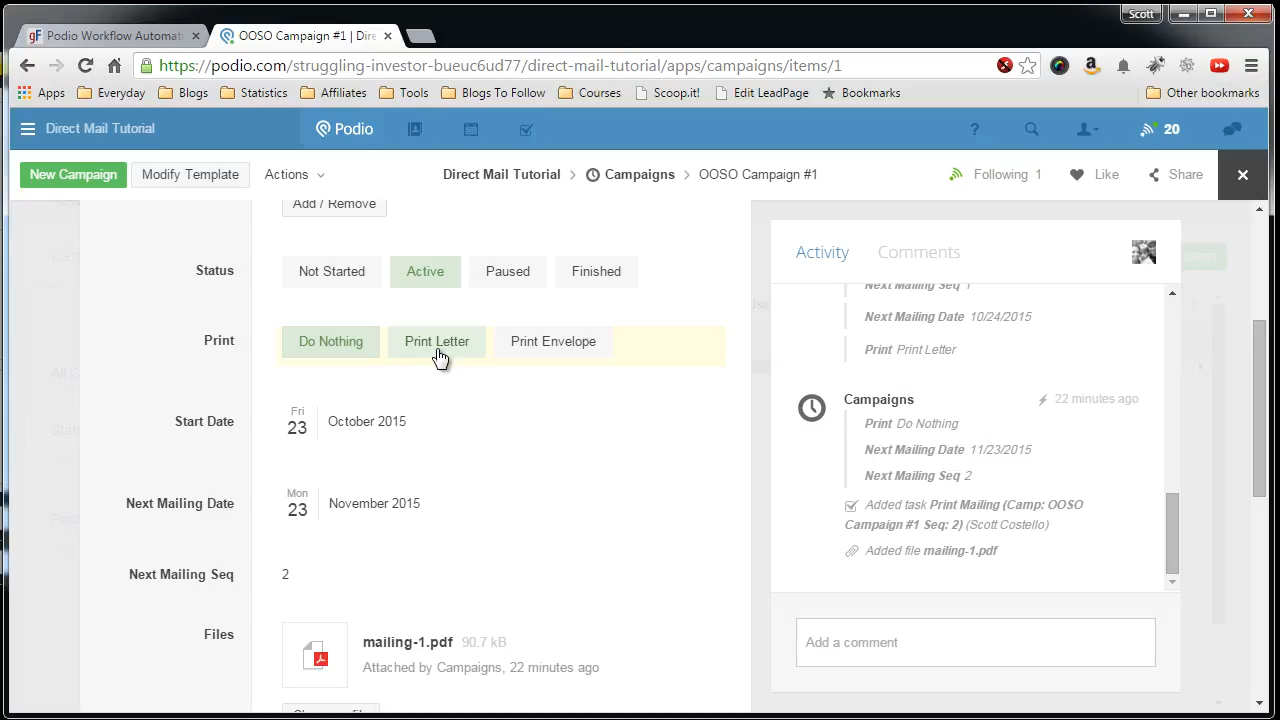 Scott
Podio Workflow Automat
OOSO Campaign #1 | Dire
https://podio.com/struggling-investor-bueuc6ud77/direct-mail-tutorial/apps/campaigns/items/1
Apps Everyday Blogs Statistics Affiliates Tools Blogs To Follow Courses Scoop.it! Edit LeadPage Bookmarks Other bookmarks
Direct Mail Tutorial Podio ? 20
New Campaign Modify Template Actions Direct Mail Tutorial > Campaigns > OOSO Campaign #1 Following 1 Like Share
Add / Remove
Activity Comments
Status Not Started Active Paused Finished
Next Mailing Seq 1
Next Mailing Date 10/24/2015
Print Do Nothing Print Letter Print Envelope
Print Print Letter
Campaigns 22 minutes ago
Print Do Nothing
Next Mailing Date 11/23/2015
Next Mailing Seq 2
Added task Print Mailing (Camp: OOSO
Campaign #1 Seq: 2) (Scott Costello)
Added file mailing-1.pdf
Fri
Start Date 23 October 2015
Mon
Next Mailing Date 23 November 2015
Next Mailing Seq 2
Files
mailing-1.pdf 90.7 kB
Attached by Campaigns, 22 minutes ago
Add a comment